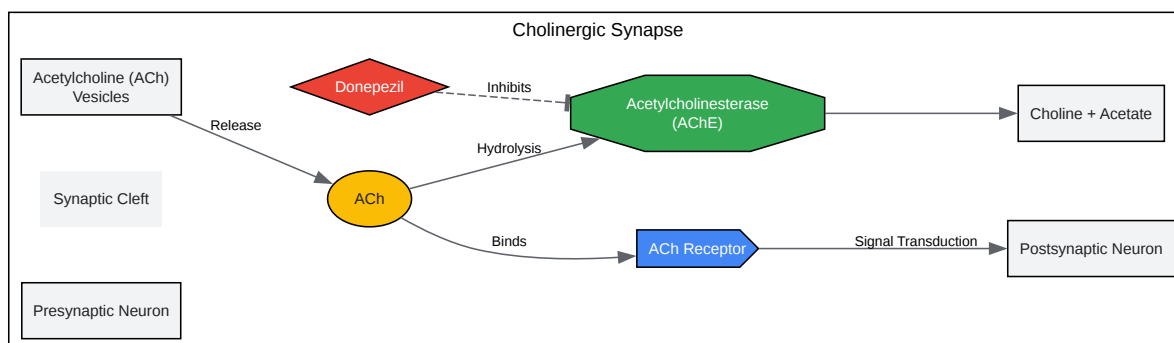 Cholinergic Synapse
Acetylcholine (ACh)
Vesicles
Donepezil
Inhibits
Acetylcholinesterase
(AChE)
Choline + Acetate
Release
Hydrolysis
Synaptic Cleft
ACh
Binds
ACh Receptor
Signal Transduction
Postsynaptic Neuron
Presynaptic Neuron